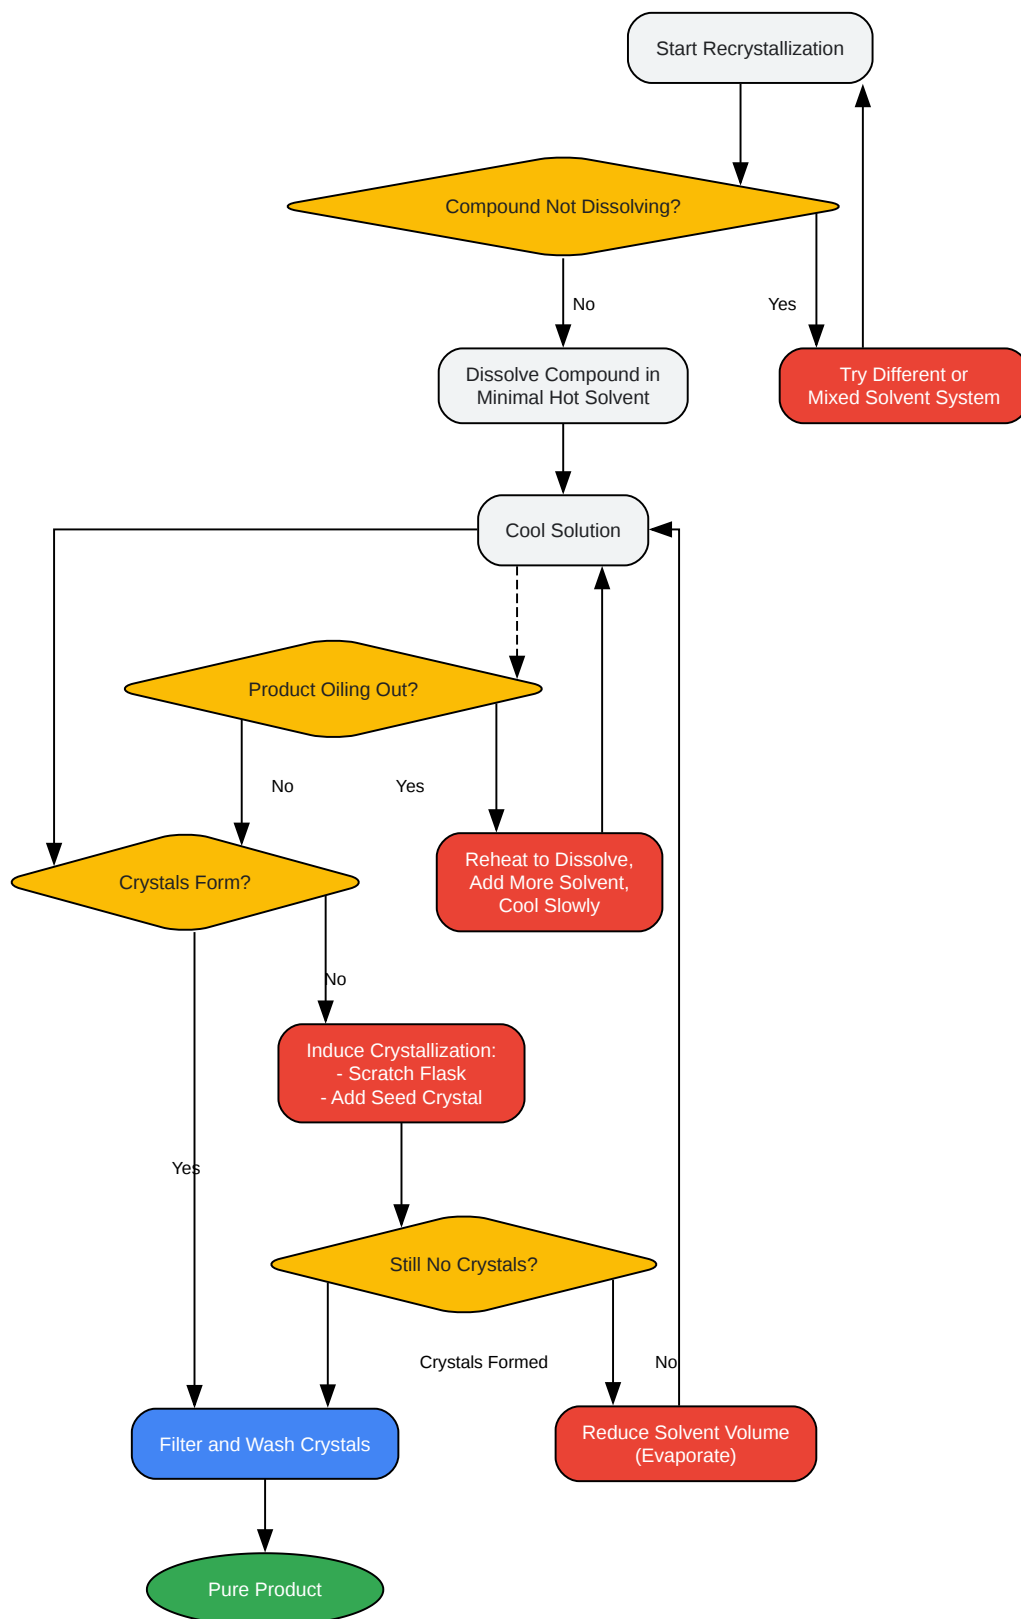 Start Recrystallization
Compound Not Dissolving?
No
Yes
Dissolve Compound in
Minimal Hot Solvent
Try Different or
Mixed Solvent System
Cool Solution
Product Oiling Out?
No
Yes
Crystals Form?
Reheat to Dissolve,
Add More Solvent,
Cool Slowly
No
Induce Crystallization:
- Scratch Flask
- Add Seed Crystal
Yes
Still No Crystals?
Crystals Formed
No
Filter and Wash Crystals
Reduce Solvent Volume
(Evaporate)
Pure Product